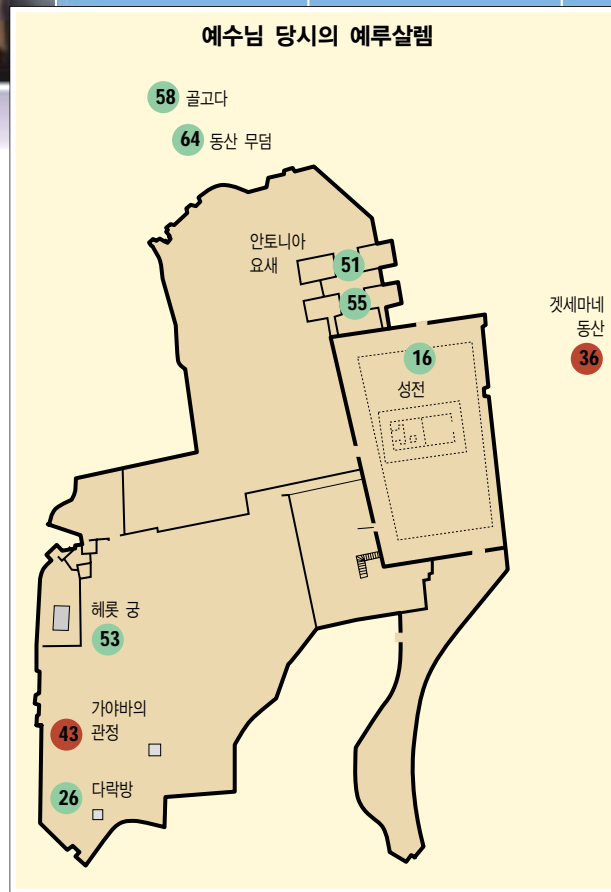 예수님 당시의 예루살렘
58 골고다
64 동산 무덤
안토니아
요새
51
55
겟세마네
동산
36
16
성전
헤롯 궁
53
가야바의
43 관정
26 다락방